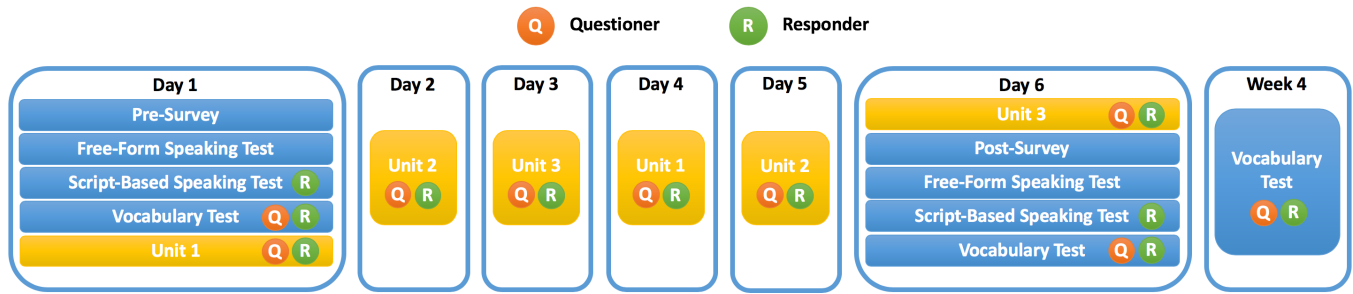 Q Questioner
R Responder
Day 1
Pre-Survey
Free-Form Speaking Test
Script-Based Speaking Test R
Vocabulary Test Q R
Unit 1 Q R
Day 2
Unit 2
Q R
Day 3
Unit 3
Q R
Day 4
Unit 1
Q R
Day 5
Unit 2
Q R
Day 6
Unit 3 Q R
Post-Survey
Free-Form Speaking Test
Script-Based Speaking Test R
Vocabulary Test Q R
Week 4
Vocabulary
Test
Q R